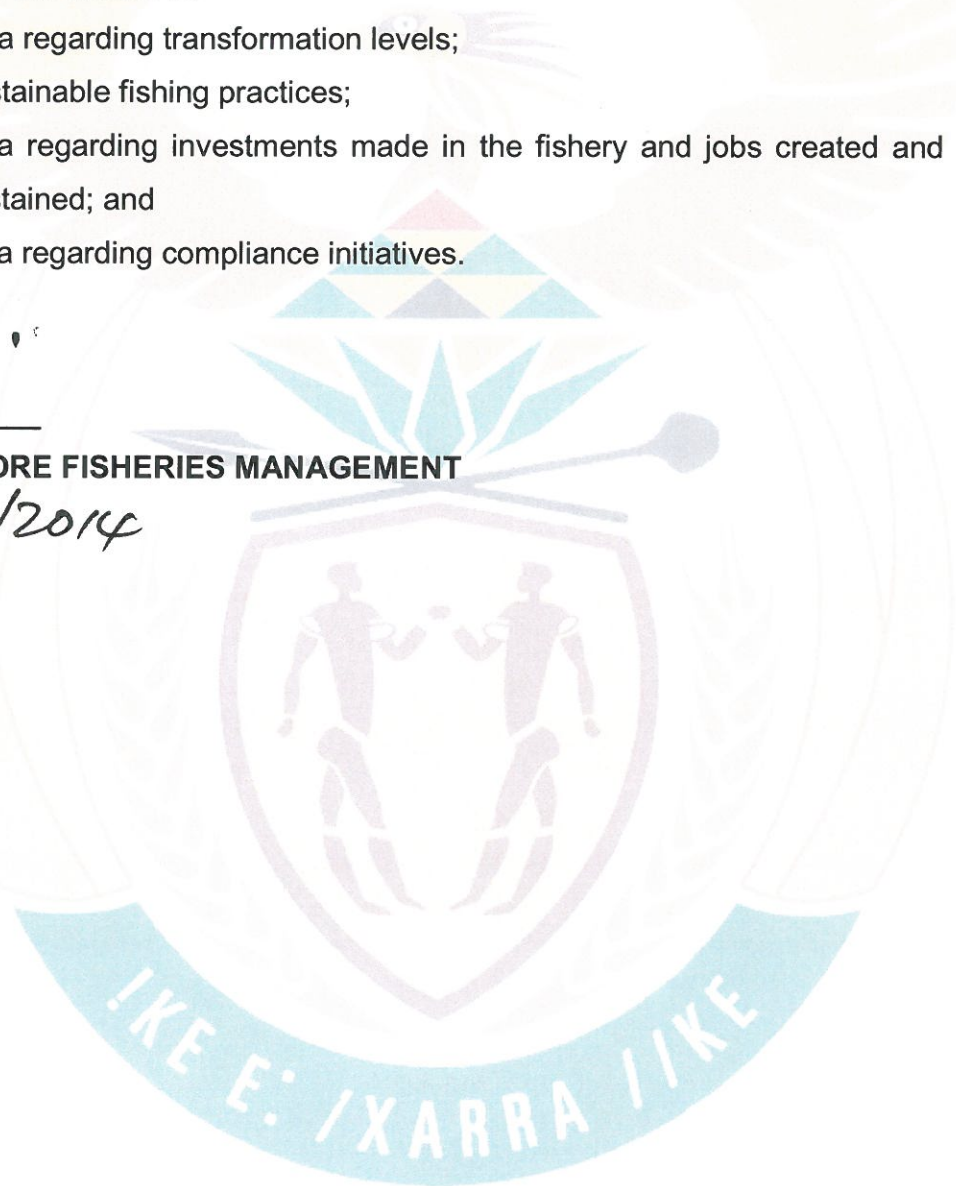 a regarding transformation levels;
tainable fishing practices;
a regarding investments made in the fishery and jobs created and
tained; and
a regarding compliance initiatives.
ORE FISHERIES MANAGEMENT
/2014
!KE E: /XARRA //KE